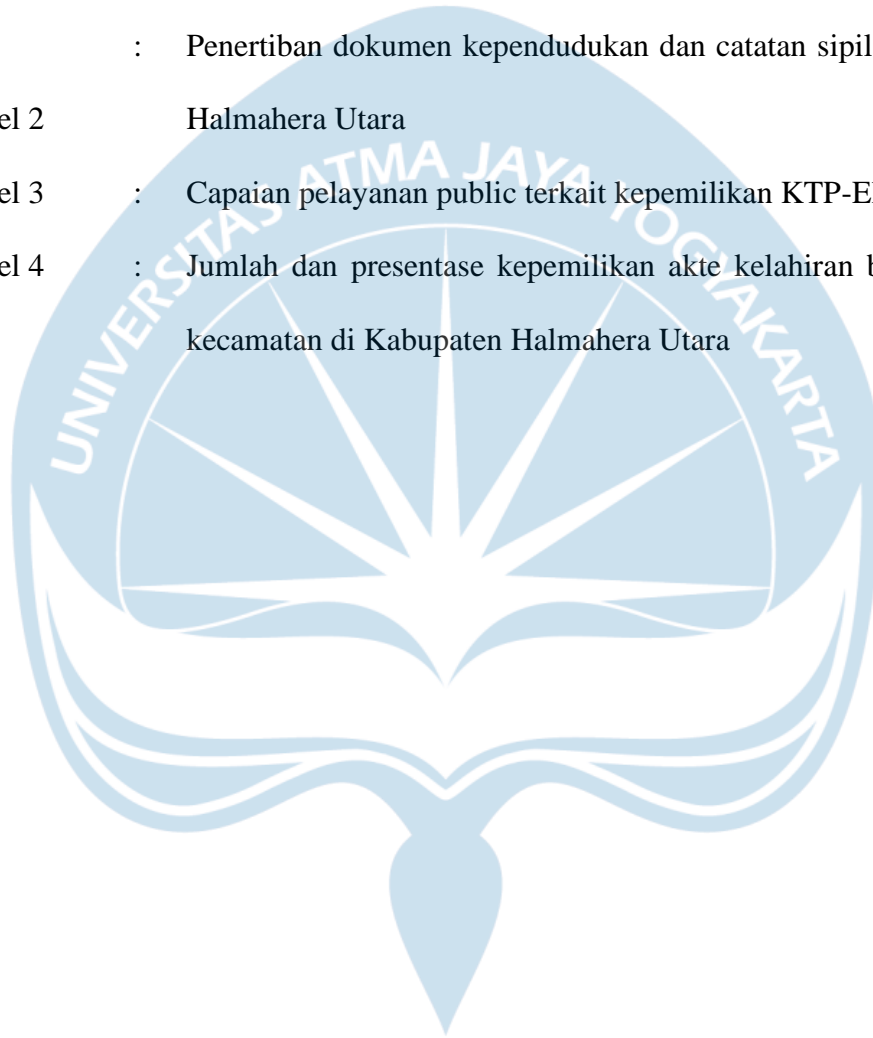 : Penertiban dokumen kependudukan dan catatan sipil
el 2 Halmahera Utara
el 3 : Capaian pelayanan public terkait kepemilikan KTP-E
el 4 : Jumlah dan presentase kepemilikan akte kelahiran b
kecamatan di Kabupaten Halmahera Utara
UNIVERSITAS ATMA JAYA YOGYAKARTA